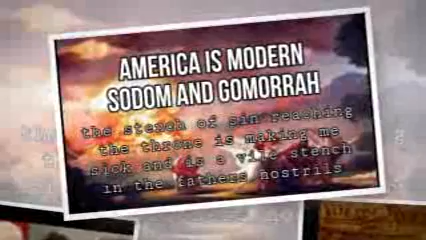 AMERICA IS MODERN
SODOM AND GOMORRAH
the stench of sin reaching
the throne is making me
sick and is a vile stench
in the fathers nostrils